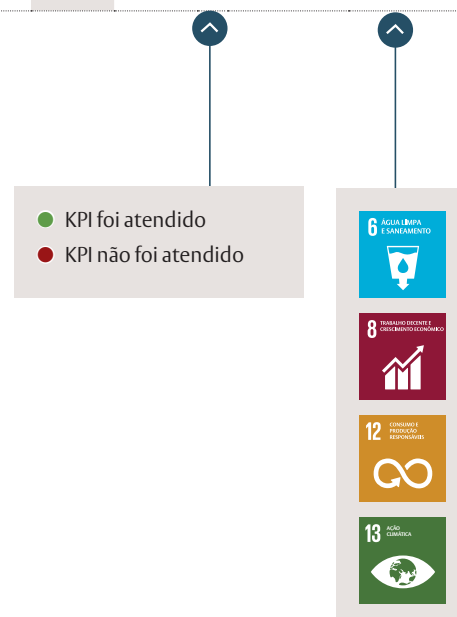 KPI foi atendido
KPI não foi atendido
6 ÁGUA LIMPA
E SANEAMENTO
8 TRABALHO DECENTE E
CRESCIMENTO ECONÔMICO
12 CONSUMO E
PRODUÇÃO
RESPONSÁVEIS
13 AÇÃO
CLIMÁTICA